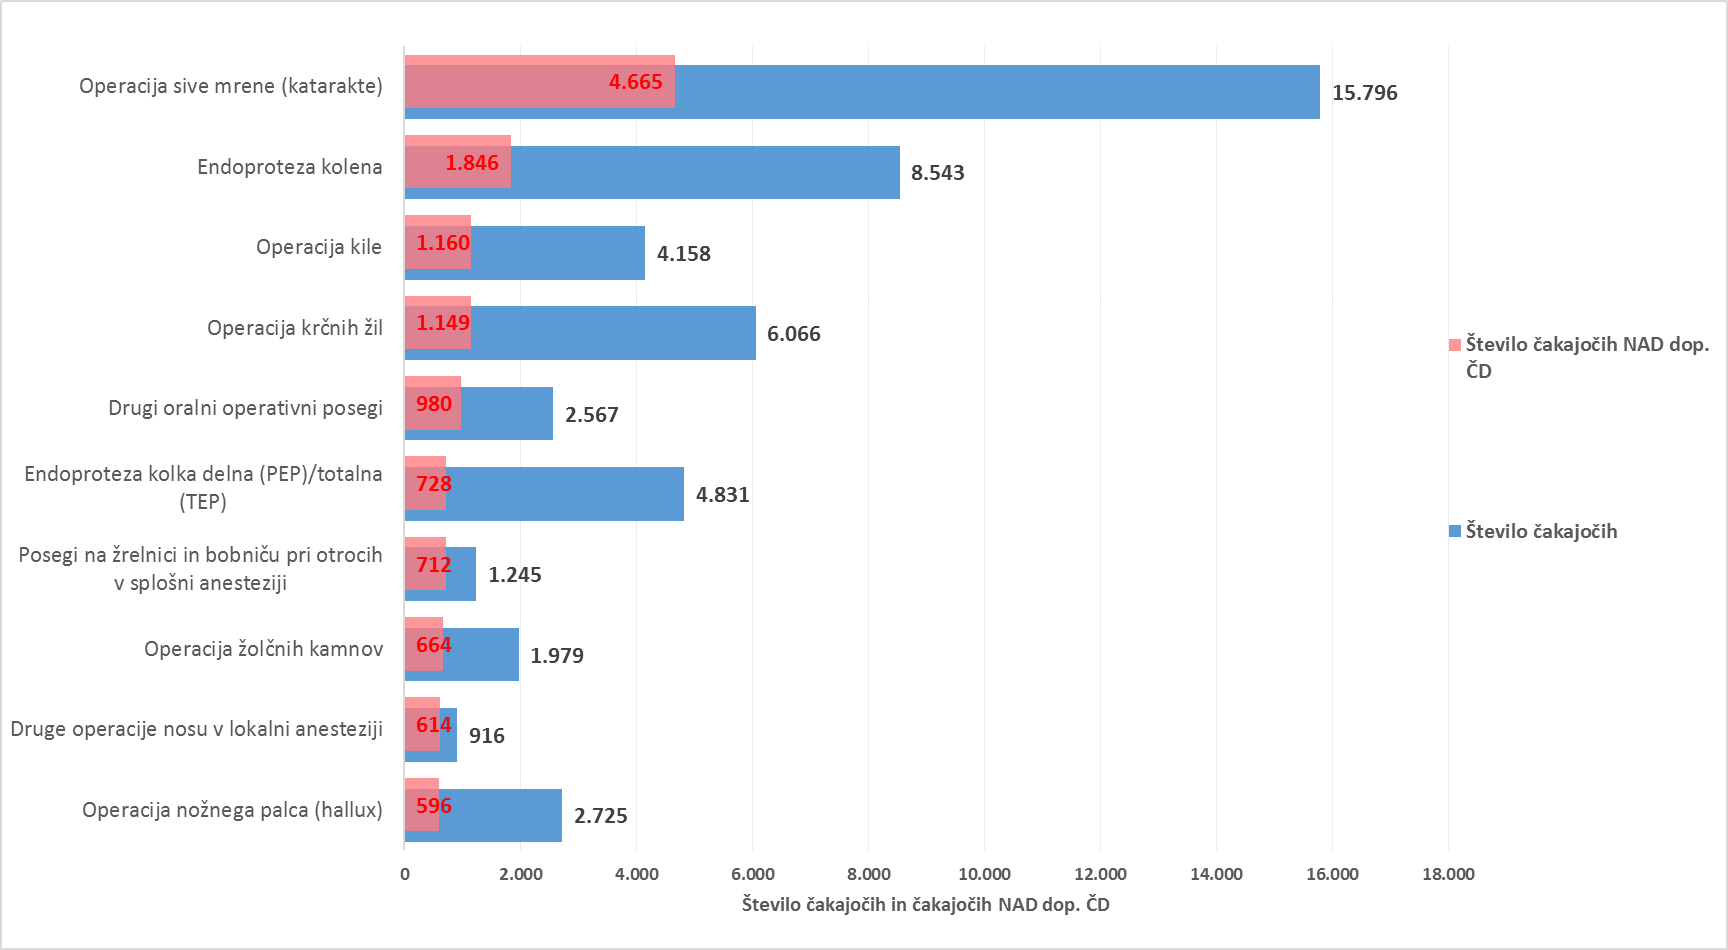 Operacija sive mrene (katarakte)
4.665
15.796
Endoproteza kolena
1.846
8.543
Operacija kile
1.160
4.158
Operacija krčnih žil
1.149
6.066
Drugi oralni operativni posegi
980
2.567
Endoproteza kolka delna (PEP)/totalna
(TEP)
728
4.831
Posegi na žrelnici in bobniču pri otrocih
v splošni anesteziji
712
1.245
Operacija žolčnih kamnov
664
1.979
Druge operacije nosu v lokalni anesteziji
614
916
Operacija nožnega palca (hallux)
596
2.725
0 2.000 4.000 6.000 8.000 10.000 12.000 14.000 16.000 18.000
Število čakajočih in čakajočih NAD dop. ČD
Število čakajočih NAD dop.
ČD
Število čakajočih